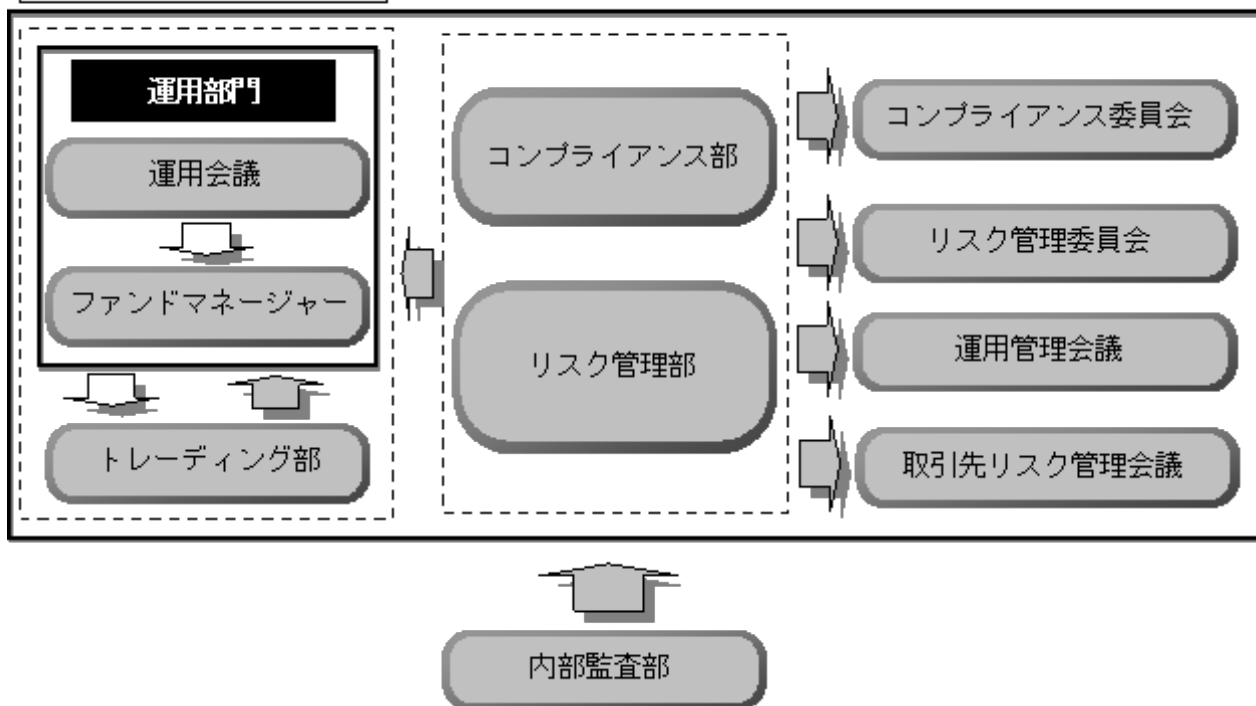 運用部門
運用会議
ファンドマネージャー
トレーディング部
コンプライアンス部
リスク管理部
コンプライアンス委員会
リスク管理委員会
運用管理会議
取引先リスク管理会議
内部監査部